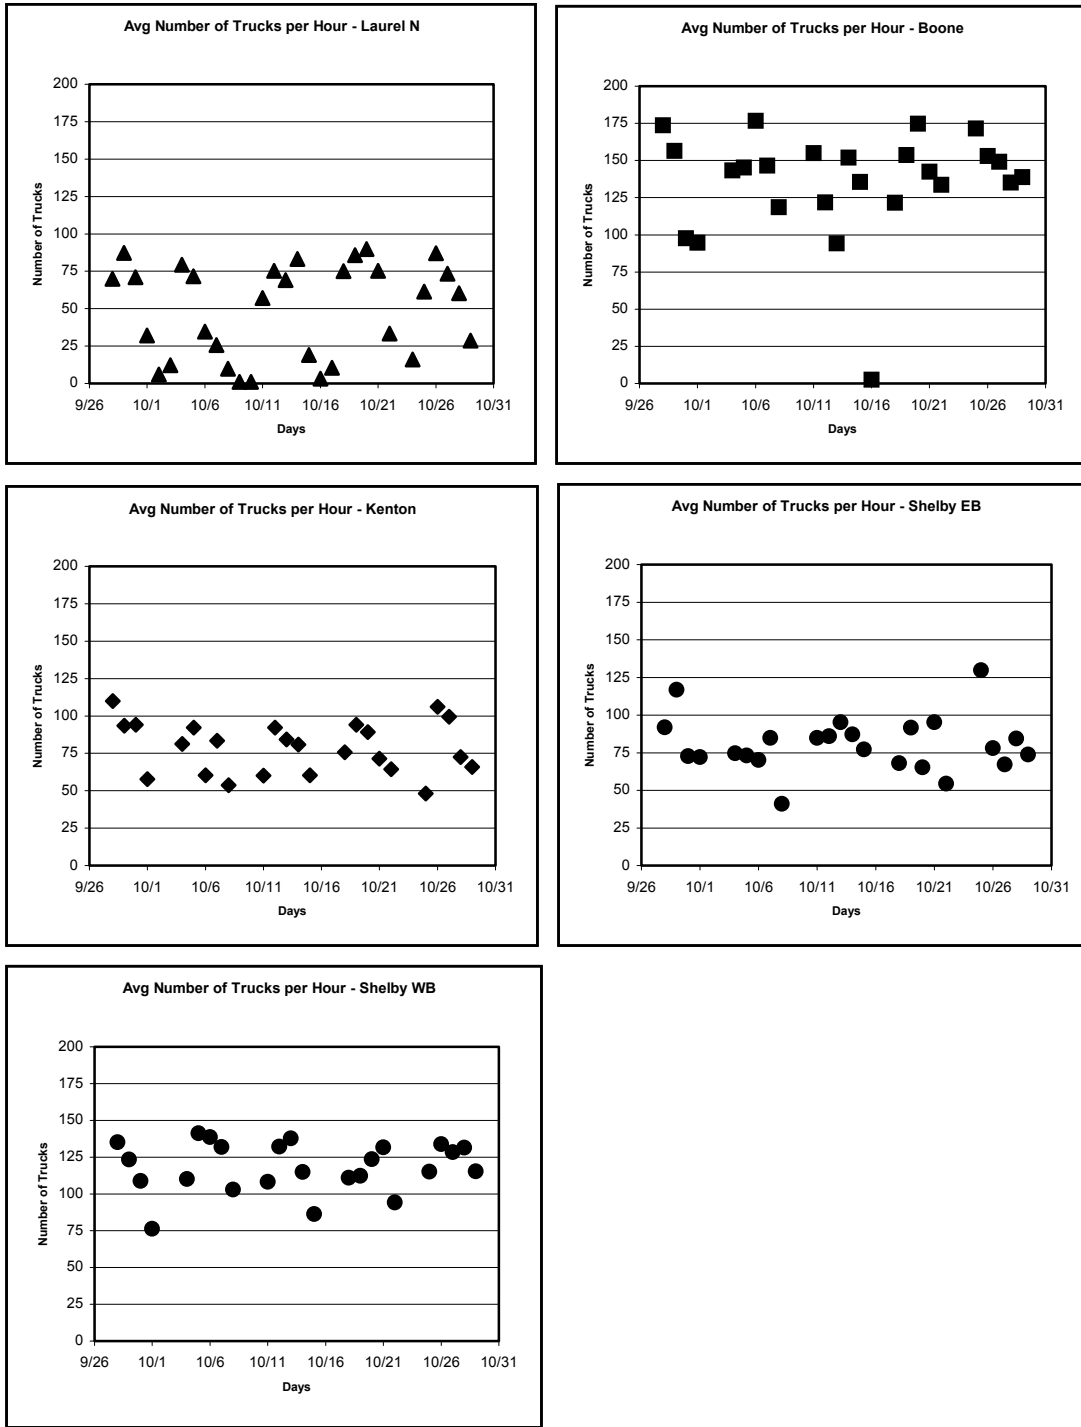 Avg Number of Trucks per Hour - Laurel N
200
175
150
125
100
75
50
25
0
Number of Trucks
9/26 10/1 10/6 10/11 10/16 10/21 10/26 10/31
Days
Avg Number of Trucks per Hour - Boone
200
175
150
125
100
75
50
25
0
Number of Trucks
9/26 10/1 10/6 10/11 10/16 10/21 10/26 10/31
Days
Avg Number of Trucks per Hour - Kenton
200
175
150
125
100
75
50
25
0
Number of Trucks
9/26 10/1 10/6 10/11 10/16 10/21 10/26 10/31
Days
Avg Number of Trucks per Hour - Shelby EB
200
175
150
125
100
75
50
25
0
Number of Trucks
9/26 10/1 10/6 10/11 10/16 10/21 10/26 10/31
Days
Avg Number of Trucks per Hour - Shelby WB
200
175
150
125
100
75
50
25
0
Number of Trucks
9/26 10/1 10/6 10/11 10/16 10/21 10/26 10/31
Days